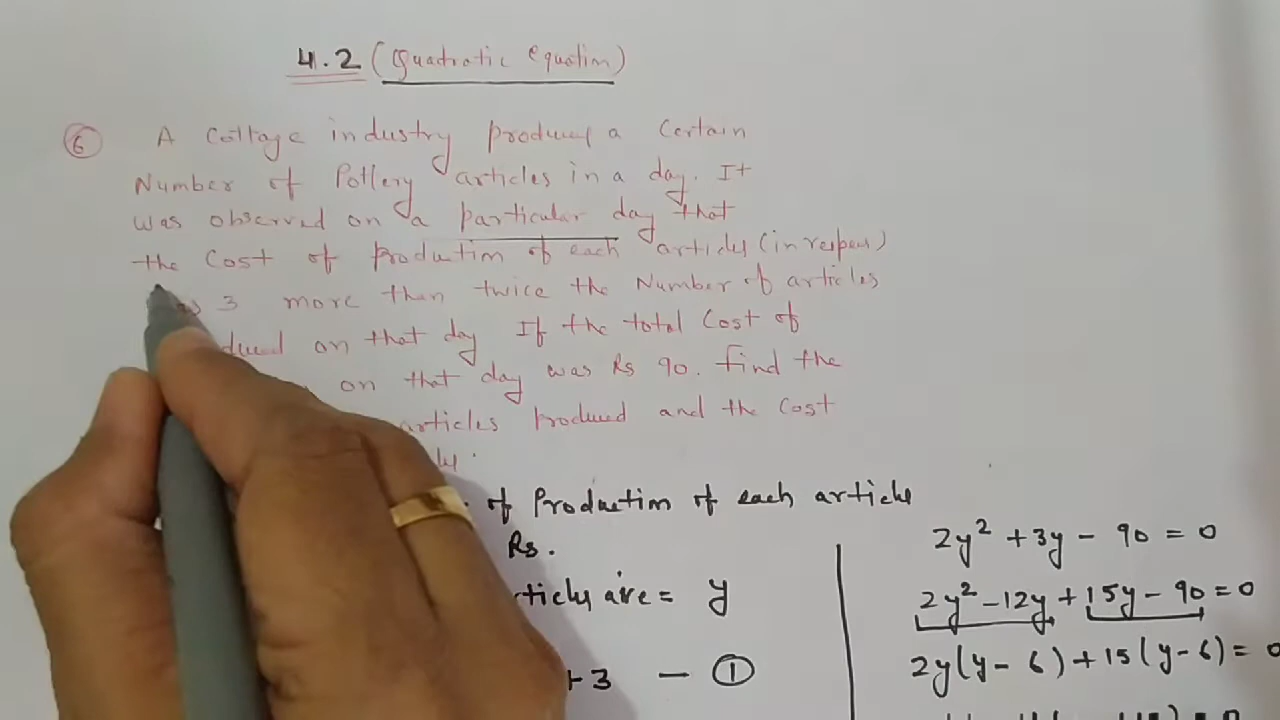 4.2 (Quadratic equation)
6 A Cottage industry produces a Certain
Number of Pottery articles in a day. It
was observed on a particular day that
the Cost of production of each articles (in rupees)
3 more than twice the Number of articles
on that day If the total Cost of
on that day was Rs 90. find the
articles produced and the Cost
of Production of each articles
Rs.
are = y
+3 — 1
2y² + 3y - 90 = 0
2y² - 12y + 15y - 90 = 0
2y(y - 6) + 15(y - 6) = 0